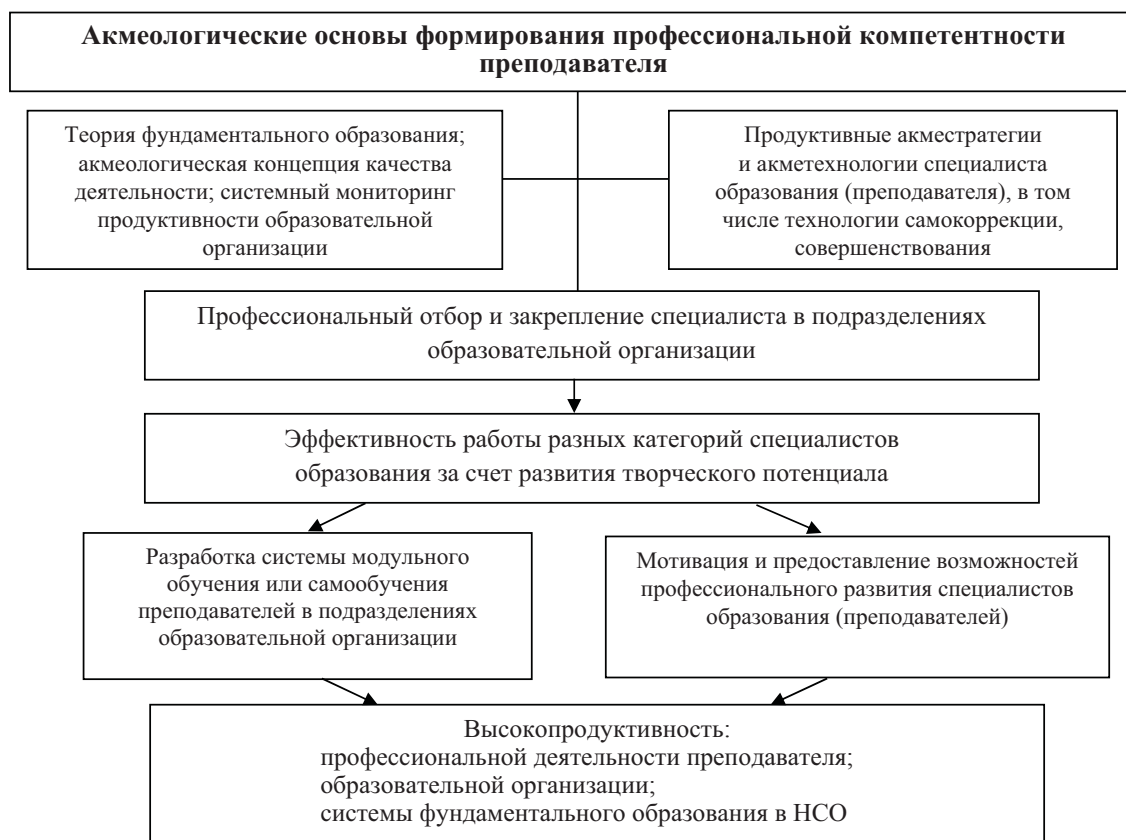 Акмеологические основы формирования профессиональной компетентности
преподавателя
Теория фундаментального образования;
акмеологическая концепция качества
деятельности; системный мониторинг
продуктивности образовательной
организации
Продуктивные акместратегии
и акметехнологии специалиста
образования (преподавателя), в том
числе технологии самокоррекции,
совершенствования
Профессиональный отбор и закрепление специалиста в подразделениях
образовательной организации
Эффективность работы разных категорий специалистов
образования за счет развития творческого потенциала
Разработка системы модульного
обучения или самообучения
преподавателей в подразделениях
образовательной организации
Мотивация и предоставление возможностей
профессионального развития специалистов
образования (преподавателей)
Высокопродуктивность:
профессиональной деятельности преподавателя;
образовательной организации;
системы фундаментального образования в НСО